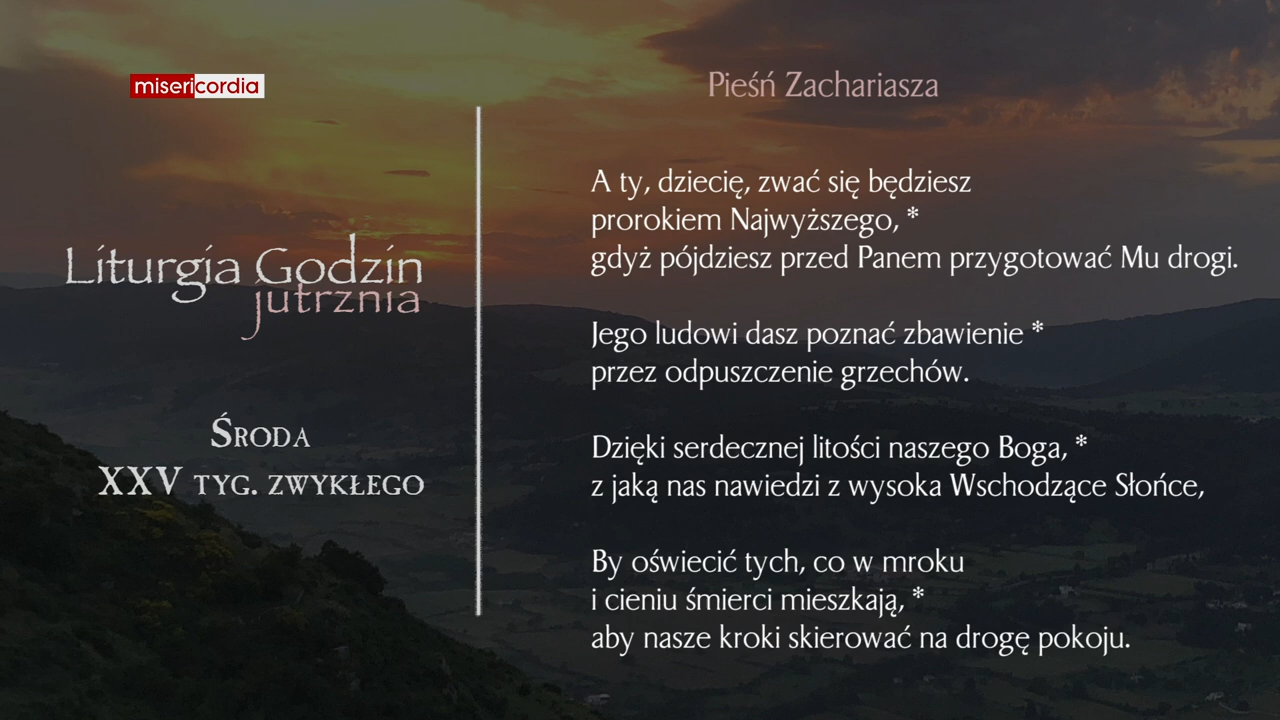 misericordia
Liturgia Godzin
jutrznia
Środa
XXV tyg. zwykłego
Pieśń Zachariasza
A ty, dziecię, zwać się będziesz
prorokiem Najwyższego, *
gdyż pójdziesz przed Panem przygotować Mu drogi.
Jego ludowi dasz poznać zbawienie *
przez odpuszczenie grzechów.
Dzięki serdecznej litości naszego Boga, *
z jaką nas nawiedzi z wysoka Wschodzące Słońce,
By oświecić tych, co w mroku
i cieniu śmierci mieszkają, *
aby nasze kroki skierować na drogę pokoju.